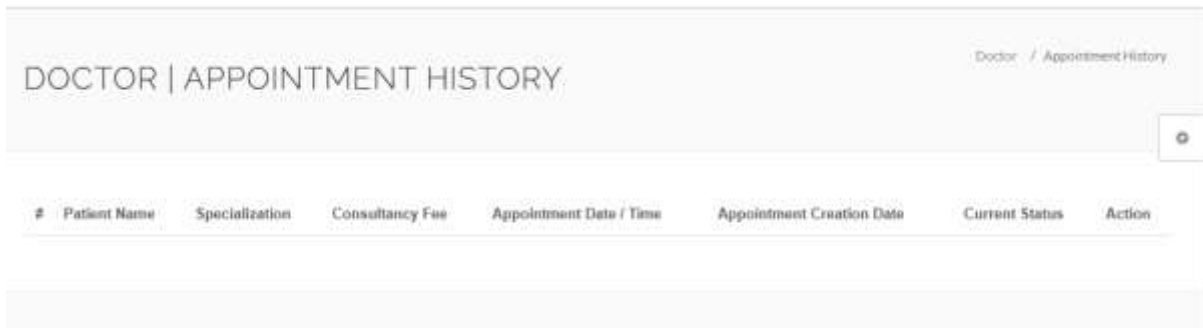 Doctor / Appointment History
DOCTOR | APPOINTMENT HISTORY
# Patient Name Specialization Consultancy Fee Appointment Date / Time Appointment Creation Date Current Status Action